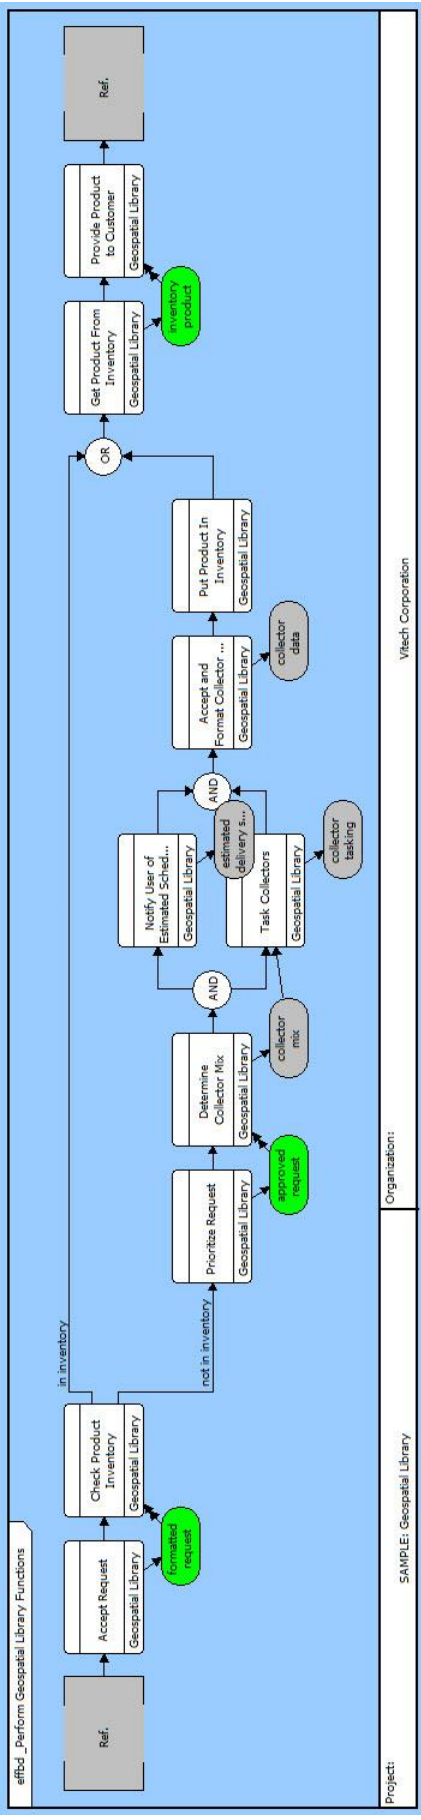 effbd _Perform Geospatial Library Functions
Ref.
Accept Request
Geospatial Library
formatted
request
Check Product
Inventory
Geospatial Library
in inventory
not in inventory
Prioritize Request
Geospatial Library
approved
request
Determine
Collector Mix
Geospatial Library
collector
mix
AND
Notify User of
Estimated Sched...
Geospatial Library
estimated
delivery s...
Task Collectors
Geospatial Library
collector
tasking
AND
Accept and
Format Collector ...
Geospatial Library
collector
data
Put Product In
Inventory
Geospatial Library
OR
Get Product From
Inventory
Geospatial Library
inventory
product
Provide Product
to Customer
Geospatial Library
Ref.
Project:
SAMPLE: Geospatial Library
Organization:
Vitech Corporation